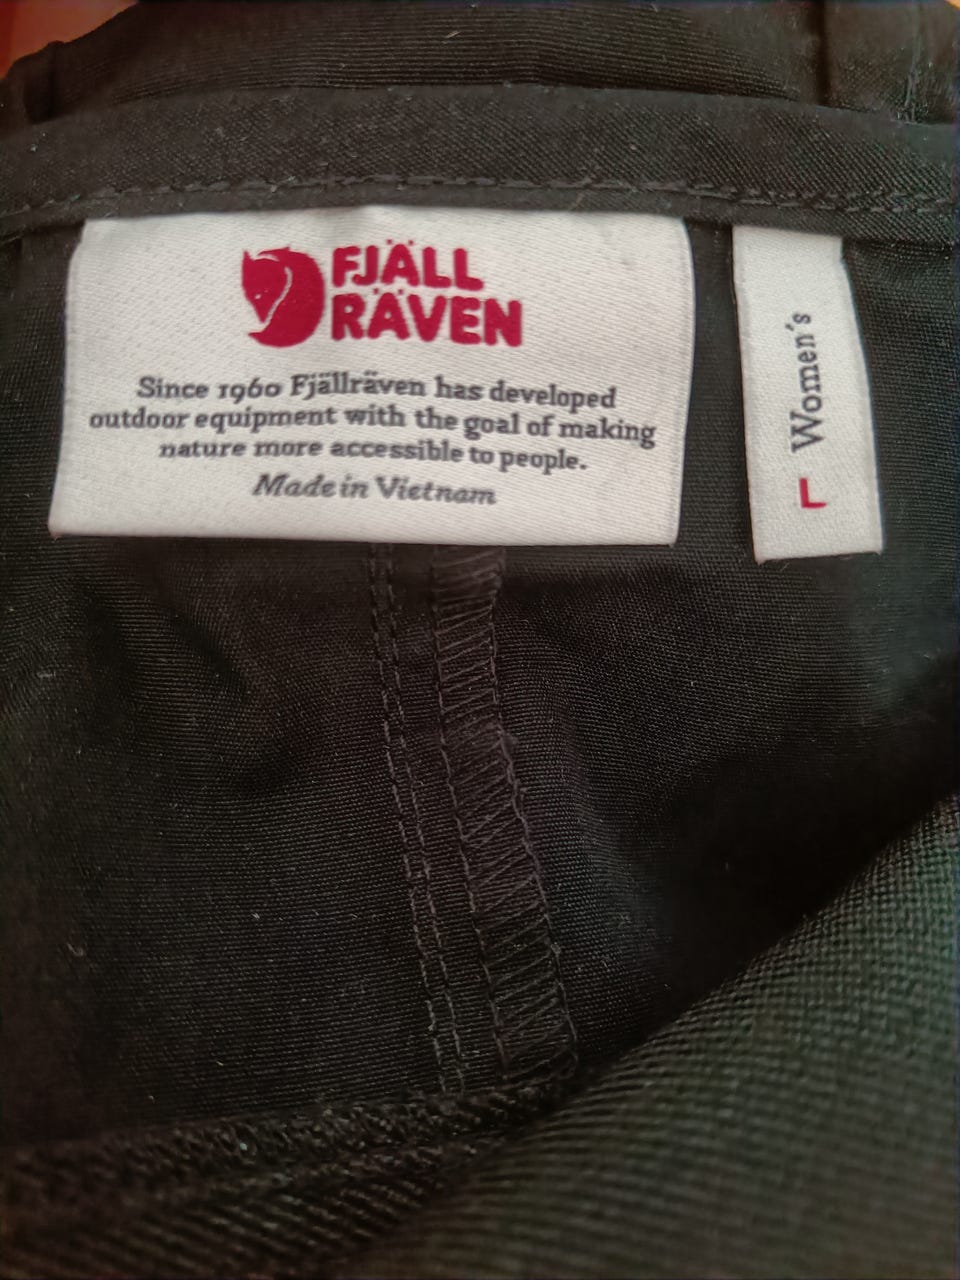 FJÄLL
RÄVEN
Since 1960 Fjällräven has developed
outdoor equipment with the goal of making
nature more accessible to people.
Made in Vietnam
L Women´s